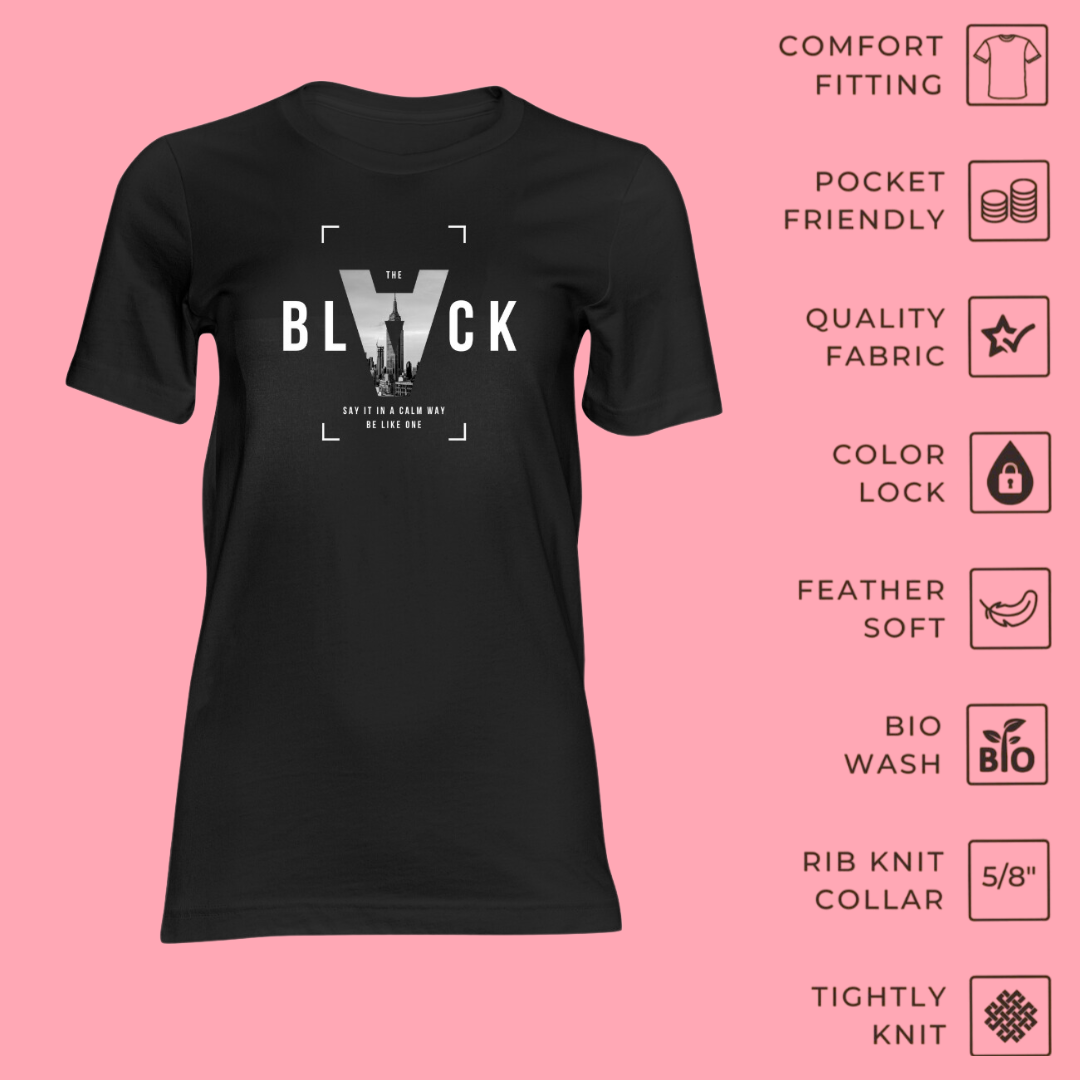 THE
BL∀CK
SAY IT IN A CALM WAY
BE LIKE ONE
COMFORT
FITTING
POCKET
FRIENDLY
QUALITY
FABRIC
COLOR
LOCK
FEATHER
SOFT
BIO
WASH
BIO
RIB KNIT
COLLAR
5/8"
TIGHTLY
KNIT